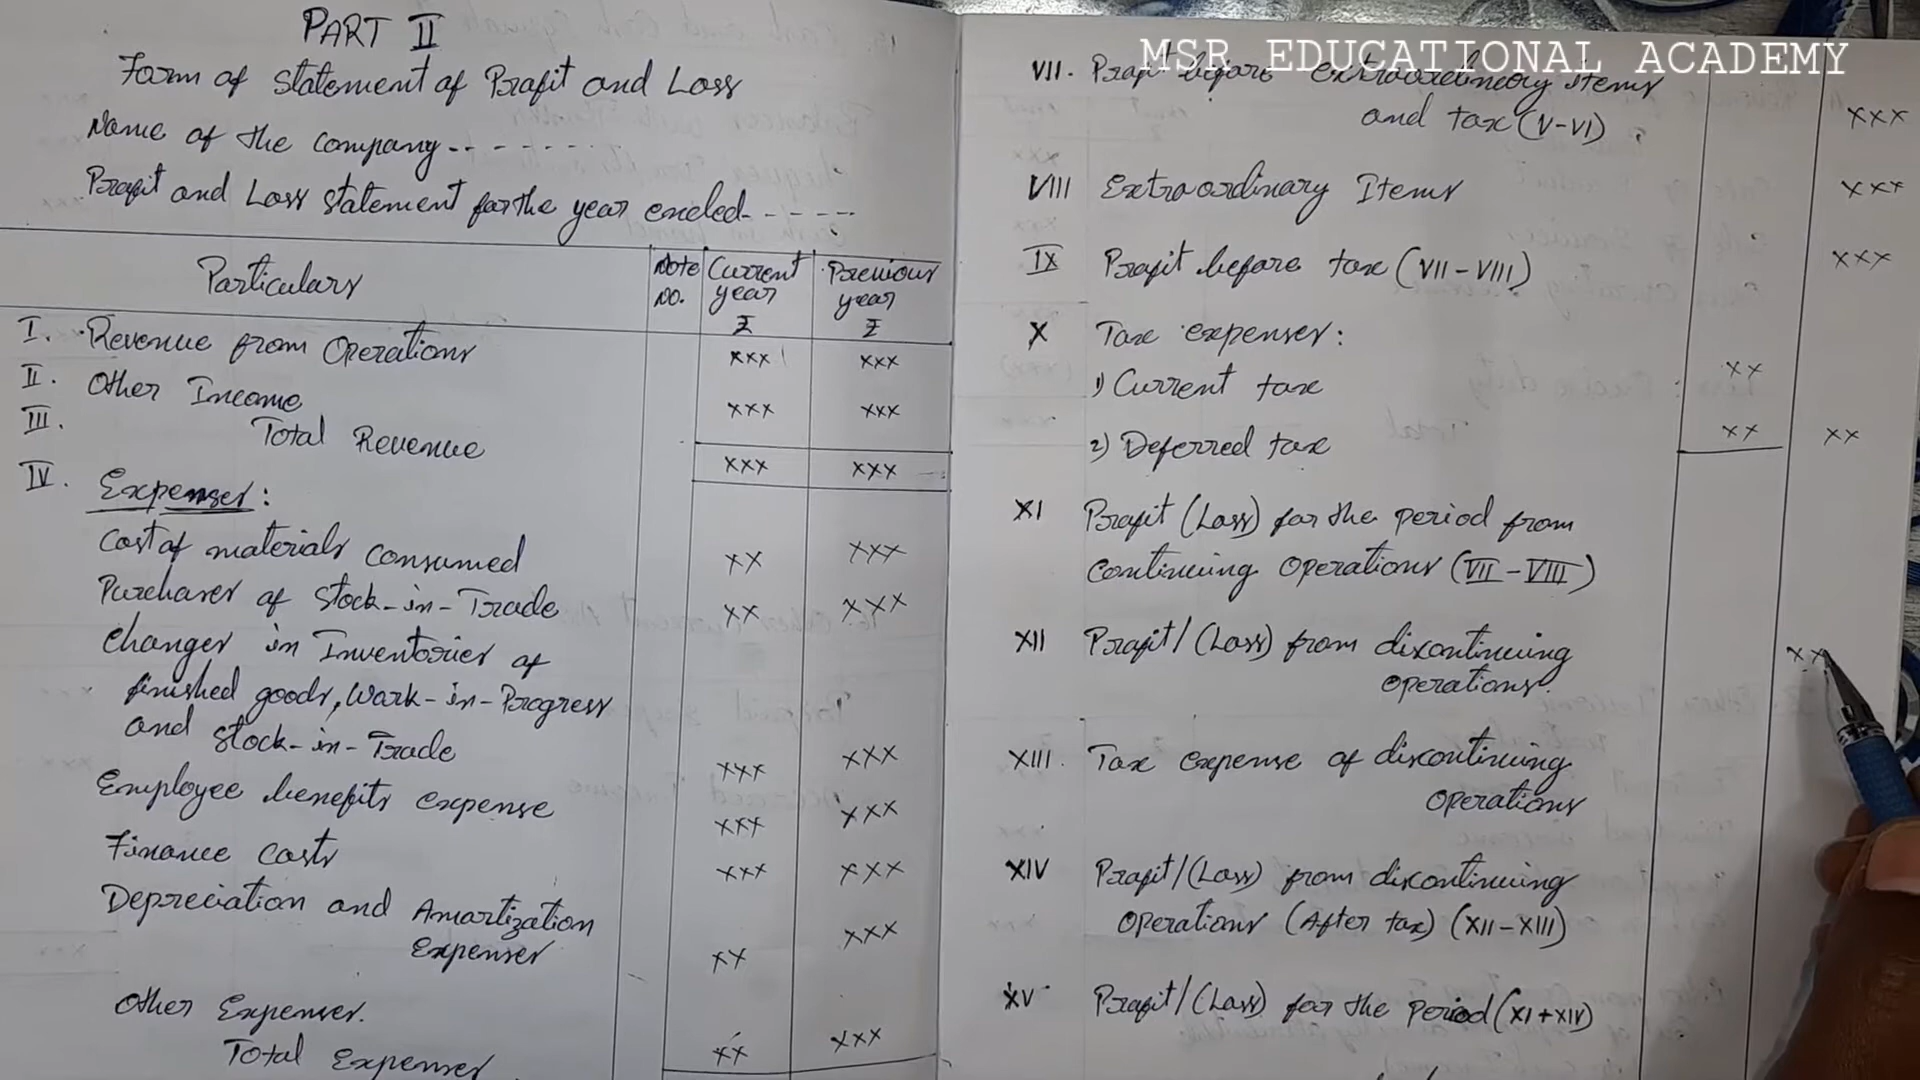 PART II
Form of Statement of Profit and Loss
Name of the company - - - - - - -
Profit and Loss Statement for the year ended - - - - -
Particulars
Note No.
Current year ₹
Previous year ₹
I. Revenue from Operations xxx xxx
II. Other Income xxx xxx
III. Total Revenue xxx xxx
IV. Expenses:
Cost of materials consumed xx xxx
Purchases of Stock-in-Trade xx xxx
Changes in Inventories of
finished goods, Work-in-Progress
and Stock-in-Trade xxx xxx
Employee benefits expense xxx xxx
Finance Costs xxx xxx
Depreciation and Amortization
Expenses xx xxx
Other Expenses.
Total Expenses xx xxx
MSR EDUCATIONAL ACADEMY
VII. Profit before extraordinary items
and tax (V-VI) xxx
VIII Extraordinary Items xxx
IX Profit before tax (VII-VIII) xxx
X Tax expenses:
1) Current tax xx
2) Deferred tax xx xx
XI Profit (Loss) for the period from
Continuing Operations (VII-VIII)
XII Profit/(Loss) from discontinuing xx
operations.
XIII. Tax expense of discontinuing
Operations
XIV Profit/(Loss) from discontinuing
Operations (After tax) (XII-XIII)
XV Profit/(Loss) for the Period (XI+XIV)